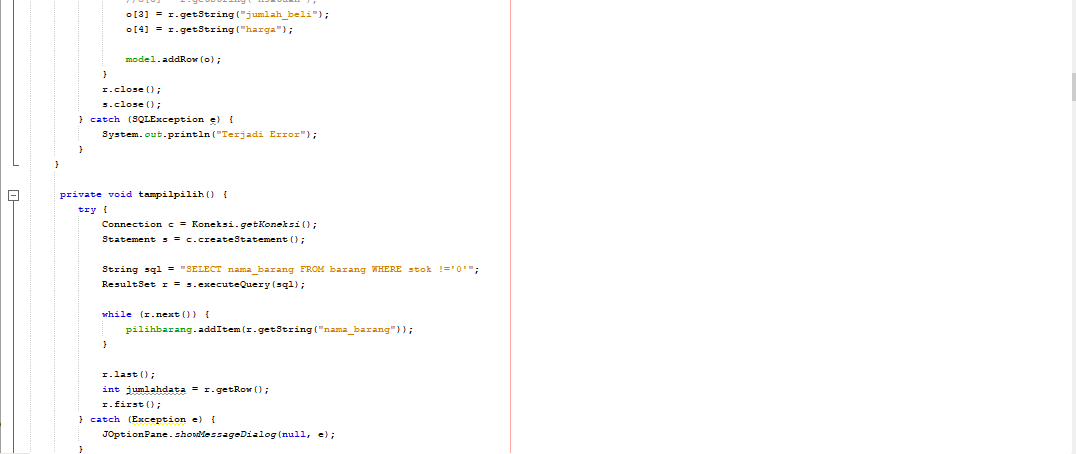 o[3] = r.getString("jumlah_beli");
o[4] = r.getString("harga");
model.addRow(o);
}
r.close();
s.close();
} catch (SQLException e) {
System.out.println("Terjadi Error");
}
}
private void tampilpilih() {
try {
Connection c = Koneksi.getKoneksi();
Statement s = c.createStatement();
String sql = "SELECT nama_barang FROM barang WHERE stok !='0'";
ResultSet r = s.executeQuery(sql);
while (r.next()) {
pilihbarang.addItem(r.getString("nama_barang"));
}
r.last();
int jumlahdata = r.getRow();
r.first();
} catch (Exception e) {
JOptionPane.showMessageDialog(null, e);
}